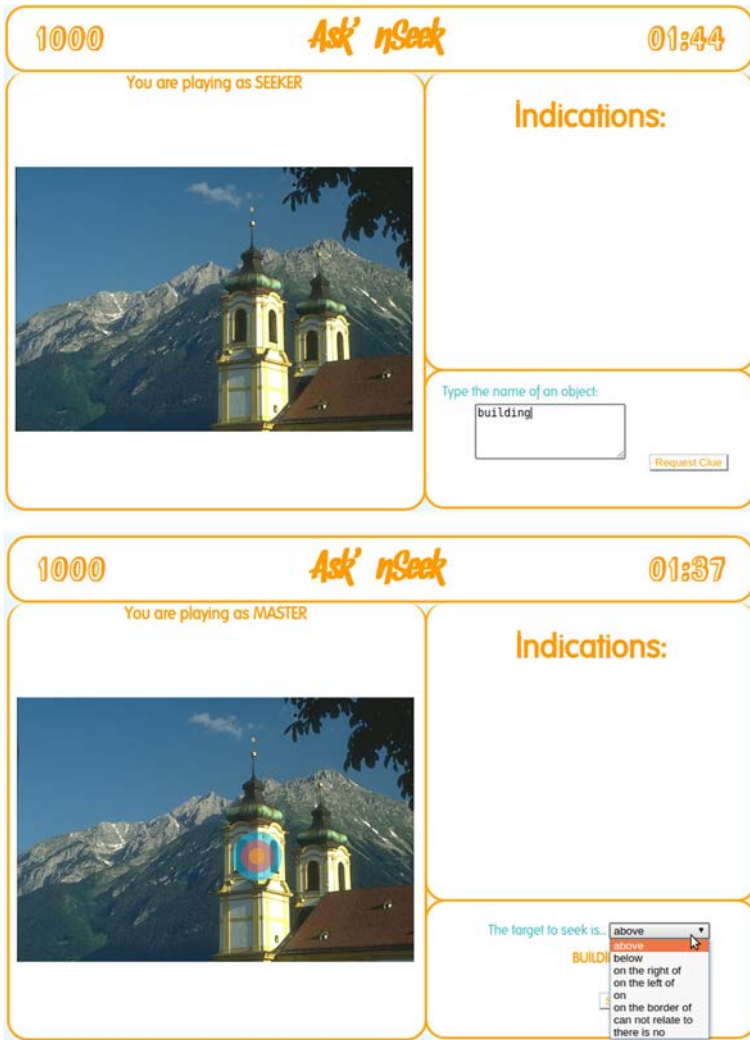 1000
Ask' nSeek
01:44
You are playing as SEEKER
Indications:
Type the name of an object:
building
Request Clue
1000
Ask' nSeek
01:37
You are playing as MASTER
Indications:
The target to seek is... above
above
below
on the right of
on the left of
on
on the border of
can not relate to
there is no